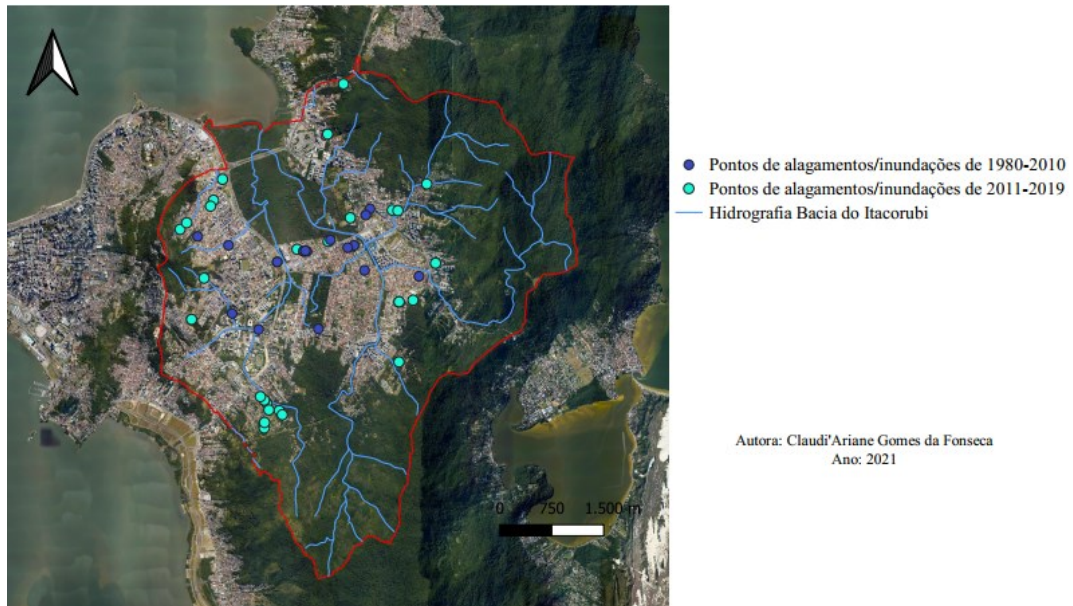 Pontos de alagamentos/inundações de 1980-2010
Pontos de alagamentos/inundações de 2011-2019
Hidrografia Bacia do Itacorubi
Autora: Claudi'Ariane Gomes da Fonseca
Ano: 2021
0 750 1.500 m